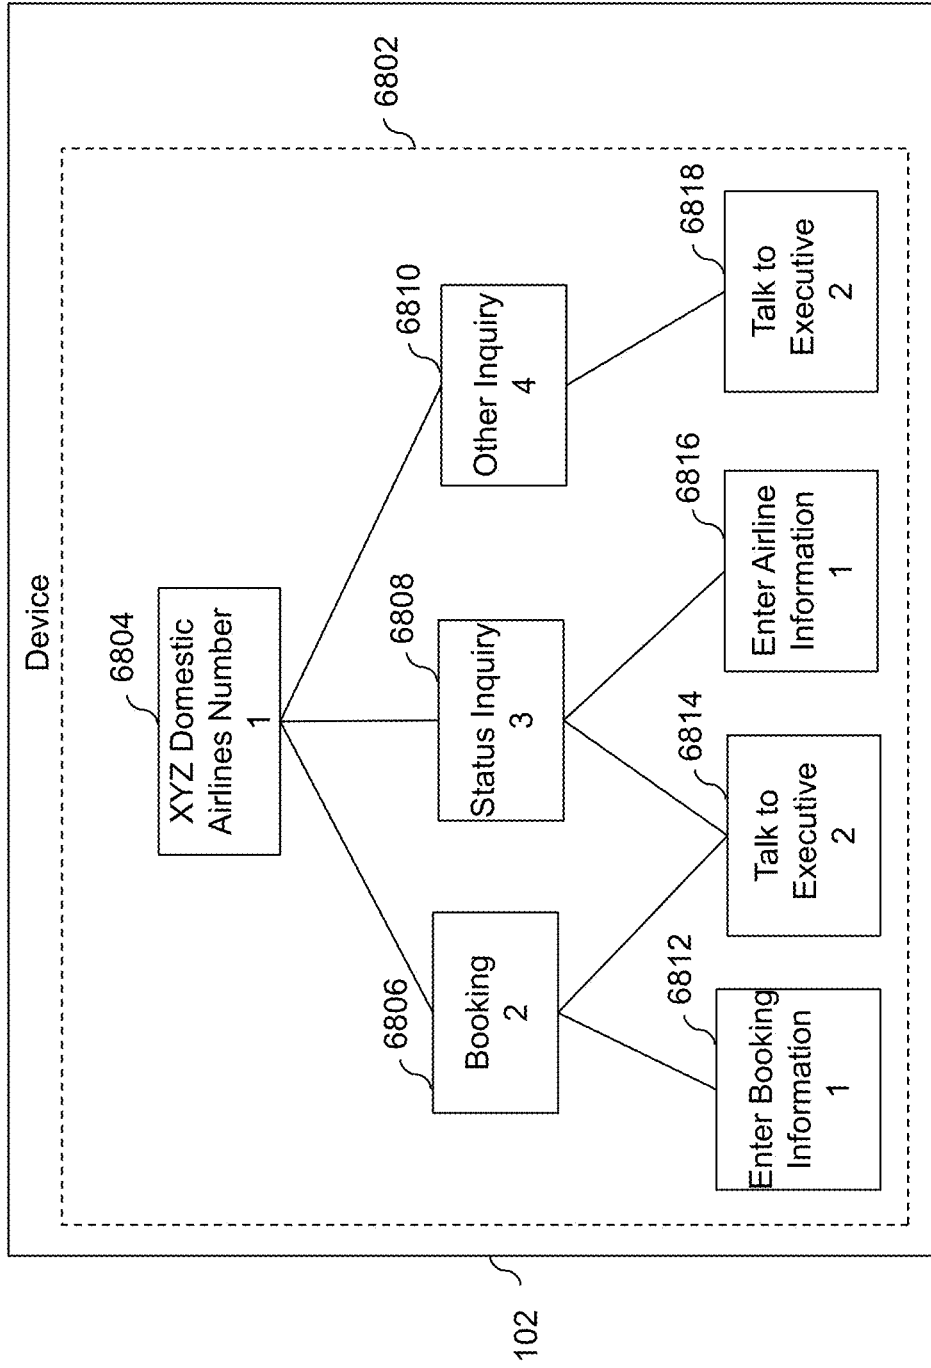 Device
6802
6804
XYZ Domestic
Airlines Number
1
6806
Booking
2
6808
Status Inquiry
3
6810
Other Inquiry
4
6812
Enter Booking
Information
1
6814
Talk to
Executive
2
6816
Enter Airline
Information
1
6818
Talk to
Executive
2
102